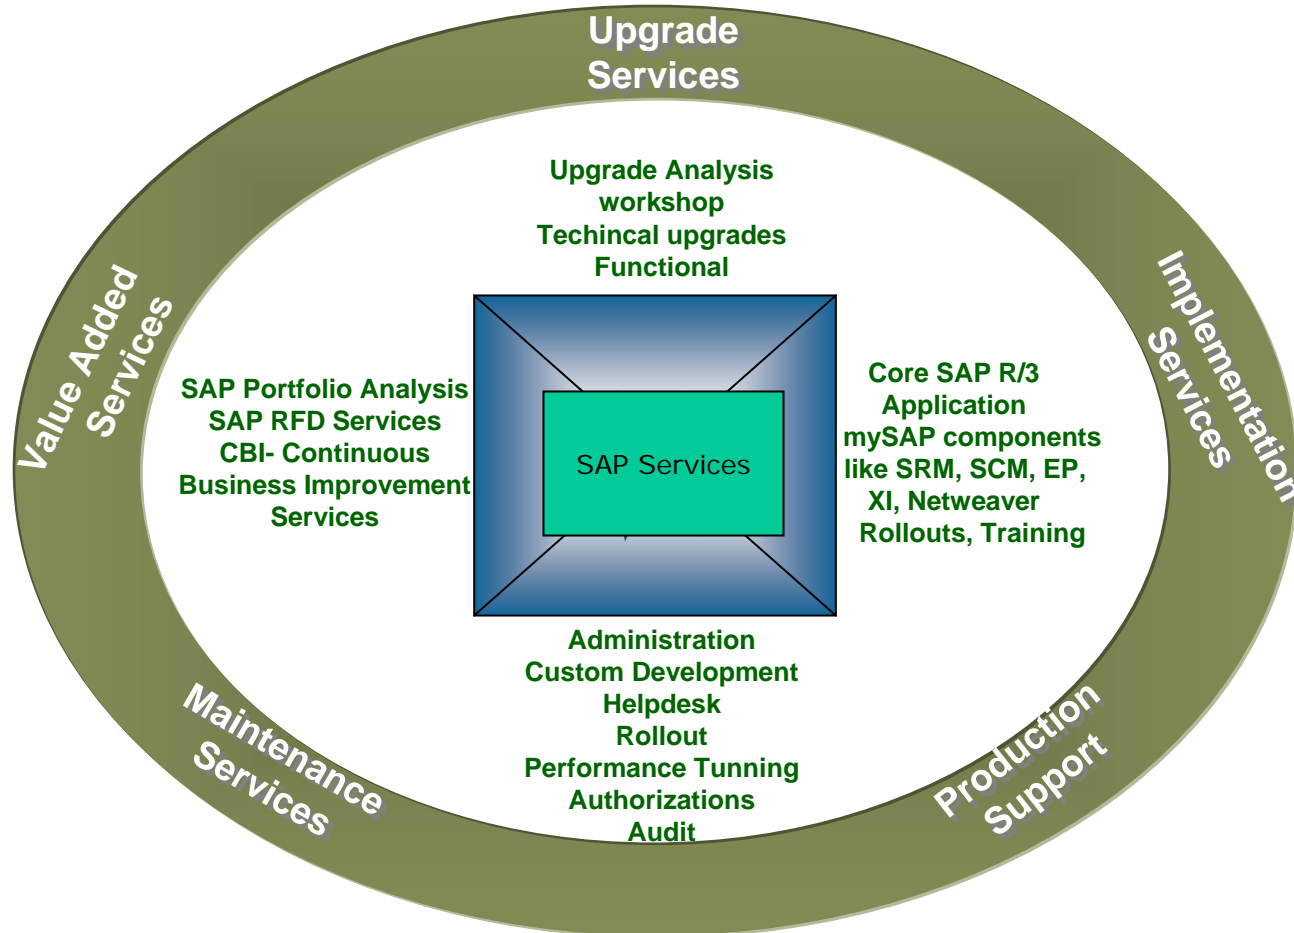 Upgrade
Services
Upgrade Analysis
workshop
Techincal upgrades
Functional
Value Added
Services
Implementation
Services
SAP Portfolio Analysis
SAP RFD Services
CBI- Continuous
Business Improvement
Services
SAP Services
Core SAP R/3
Application
mySAP components
like SRM, SCM, EP,
XI, Netweaver
Rollouts, Training
Administration
Custom Development
Helpdesk
Rollout
Performance Tunning
Authorizations
Audit
Maintenance
Services
Production
Support